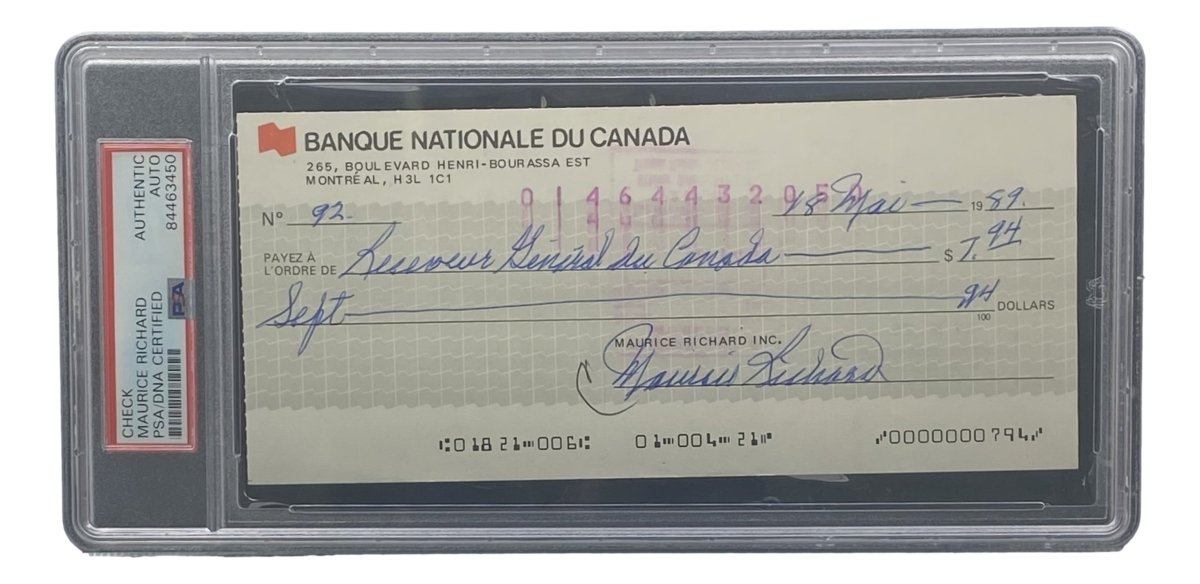 CHECK
MAURICE RICHARD
PSA/DNA CERTIFIED
PSA
AUTHENTIC
AUTO
84463450
BANQUE NATIONALE DU CANADA
265, BOULEVARD HENRI-BOURASSA EST
MONTRÉAL, H3L 1C1
01464432050
Nº 92 18 Mai 1989.
PAYEZ À
L'ORDRE DE Receveur Général du Canada $ 7.94
Sept 94/100 DOLLARS
MAURICE RICHARD INC.
Maurice Richard
⑆01821⑉006⑆ 01⑉004⑉21⑈ ⑇0000000794⑇